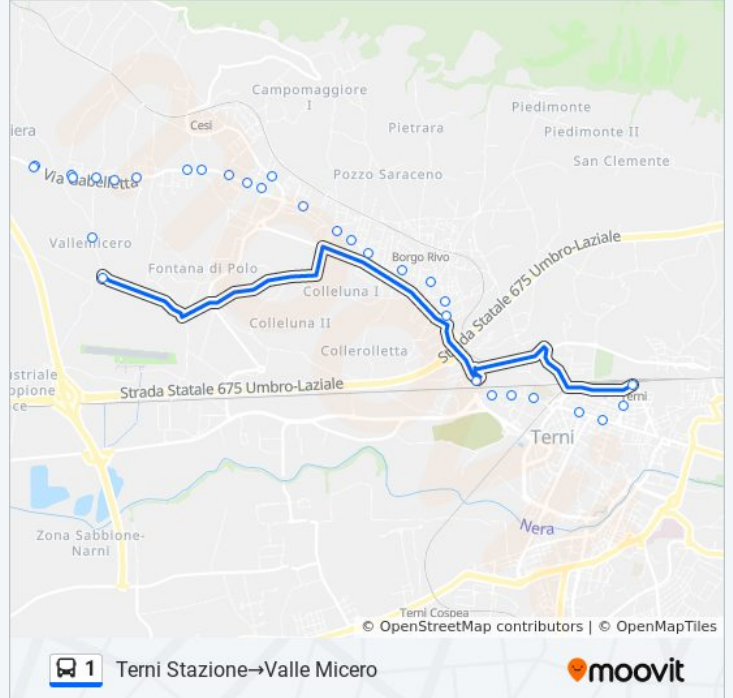 Campomaggiore
I
Piedimonte
Cesi
Pietrara
Piedimonte II
iera
San Clemente
Via Gabelletta
Pozzo Saraceno
Vallemicero
Strada Statale 675 Umbro-Laziale
Borgo Rivo
Fontana di Polo
Colleluna I
Colleluna II
Collerolletta
ustriale
opione
ce
Strada Statale 675 Umbro-Laziale
Terni
Terni
Nera
Zona Sabbione-
Narni
Terni Cospea
© OpenStreetMap contributors | © OpenMapTiles
1 Terni Stazione→Valle Micero
moovit